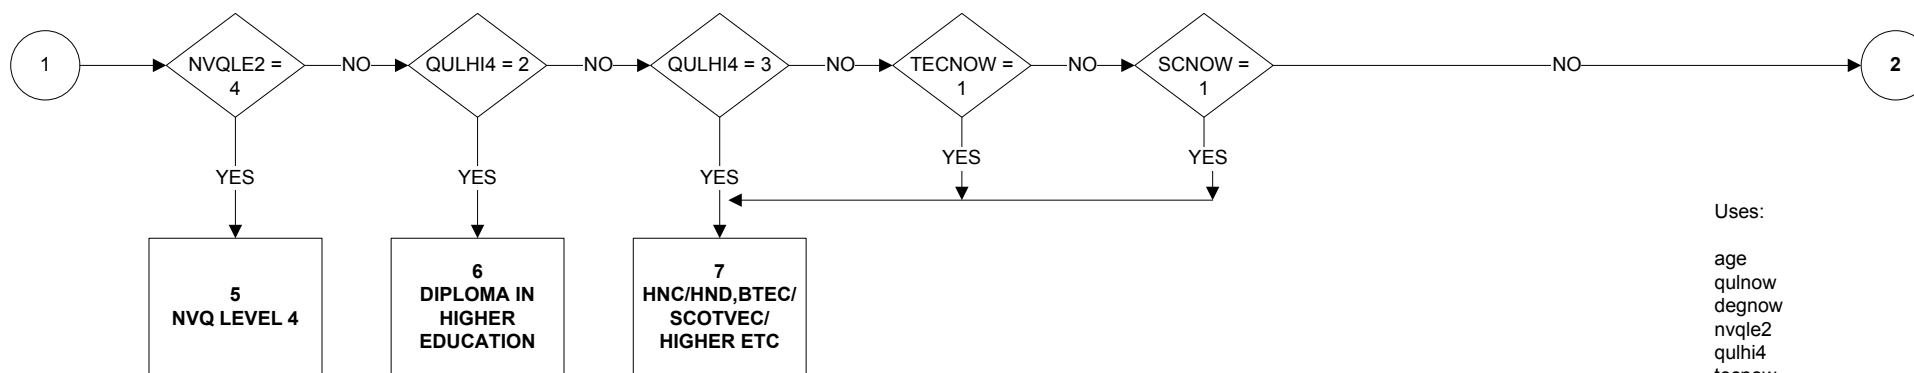 1
NVQLE2 =
4
NO
QULHI4 = 2
NO
QULHI4 = 3
NO
TECNOW =
1
NO
SCNOW =
1
NO
2
YES
YES
YES
YES
YES
5
NVQ LEVEL 4
6
DIPLOMA IN
HIGHER
EDUCATION
7
HNC/HND,BTEC/
SCOTVEC/
HIGHER ETC
Uses:
age
qulnow
degnow
nvqle2
qulhi4